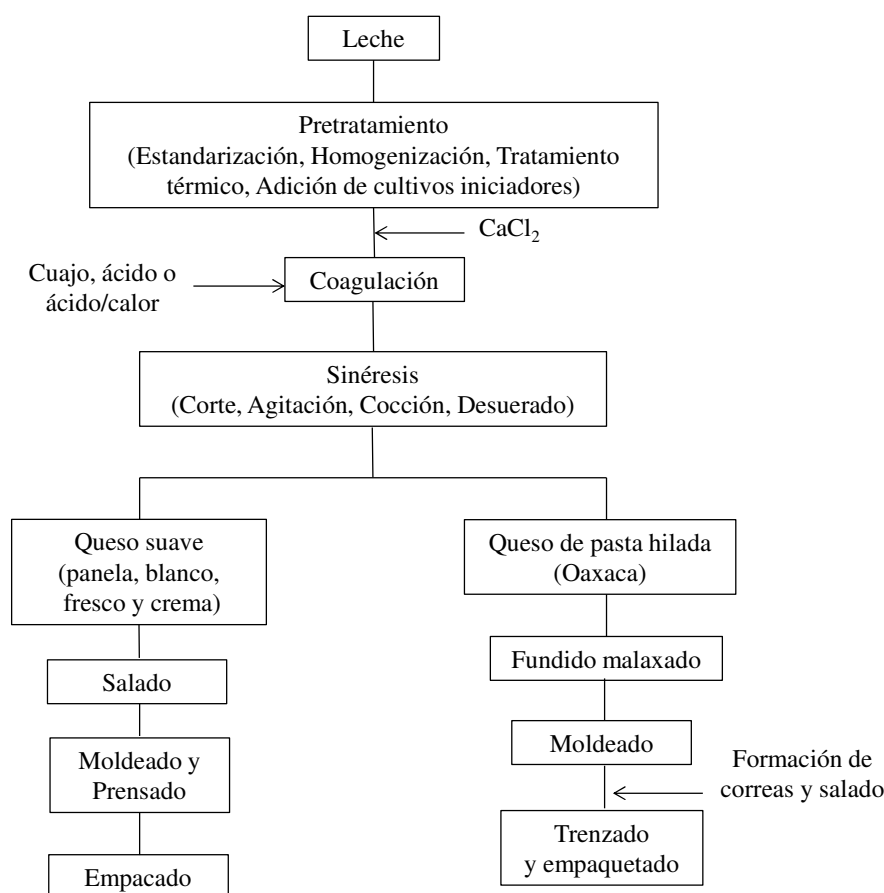 Leche
Pretratamiento
(Estandarización, Homogenización, Tratamiento
térmico, Adición de cultivos iniciadores)
CaCl₂
Cuajo, ácido o
ácido/calor
Coagulación
Sinéresis
(Corte, Agitación, Cocción, Desuerado)
Queso suave
(panela, blanco,
fresco y crema)
Salado
Moldeado y
Prensado
Empacado
Queso de pasta hilada
(Oaxaca)
Fundido malaxado
Moldeado
Formación de
correas y salado
Trenzado
y empaquetado